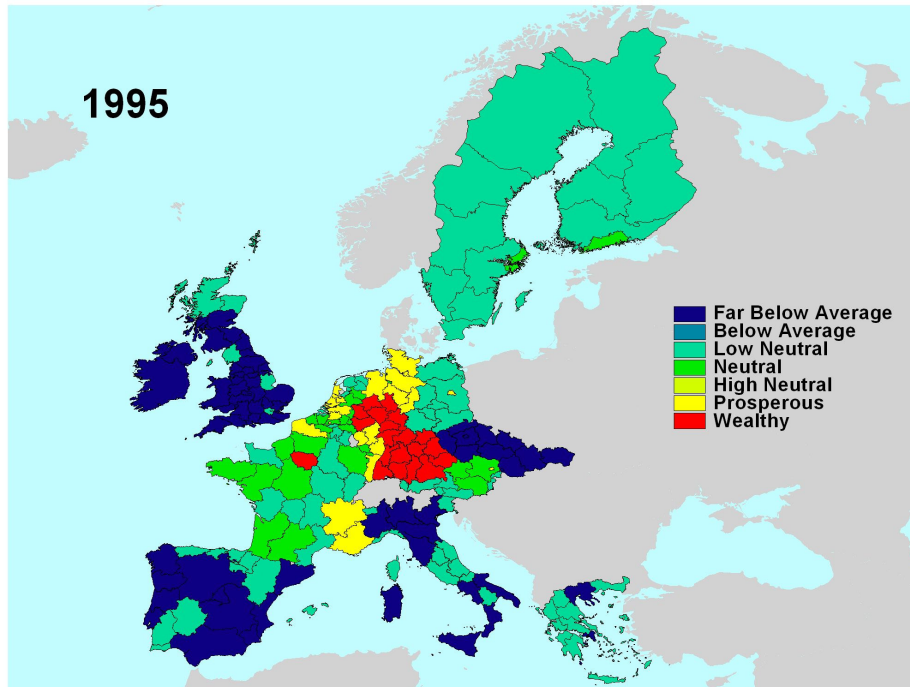 1995
Far Below Average
Below Average
Low Neutral
Neutral
High Neutral
Prosperous
Wealthy